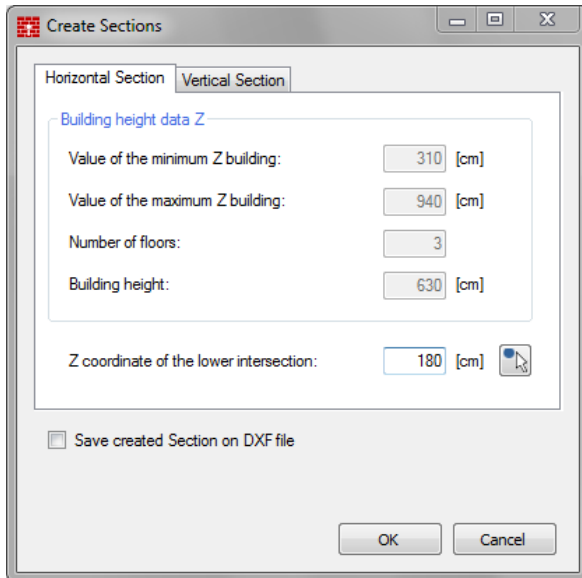 Create Sections
Horizontal Section Vertical Section
Building height data Z
Value of the minimum Z building: 310 [cm]
Value of the maximum Z building: 940 [cm]
Number of floors: 3
Building height: 630 [cm]
Z coordinate of the lower intersection: 180 [cm]
Save created Section on DXF file
OK Cancel